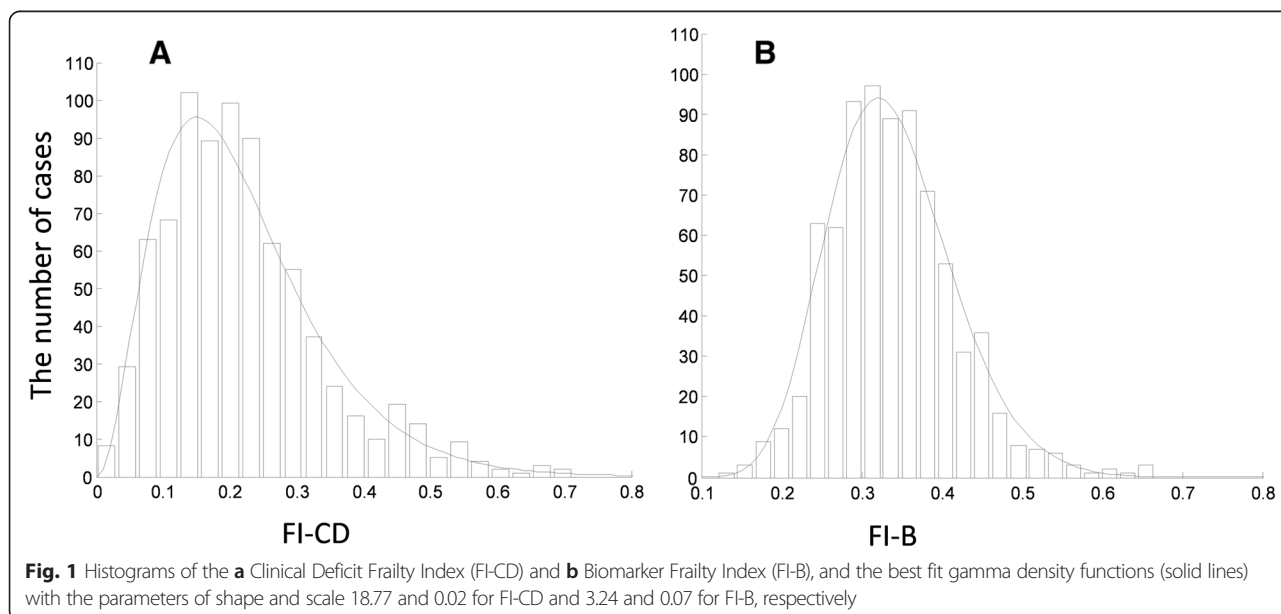 A
110
100
90
80
70
60
50
40
30
20
10
0
The number of cases
0 0.1 0.2 0.3 0.4 0.5 0.6 0.7 0.8
FI-CD
B
110
100
90
80
70
60
50
40
30
20
10
0
0.1 0.2 0.3 0.4 0.5 0.6 0.7 0.8
FI-B
Fig. 1 Histograms of the a Clinical Deficit Frailty Index (FI-CD) and b Biomarker Frailty Index (FI-B), and the best fit gamma density functions (solid lines)
with the parameters of shape and scale 18.77 and 0.02 for FI-CD and 3.24 and 0.07 for FI-B, respectively